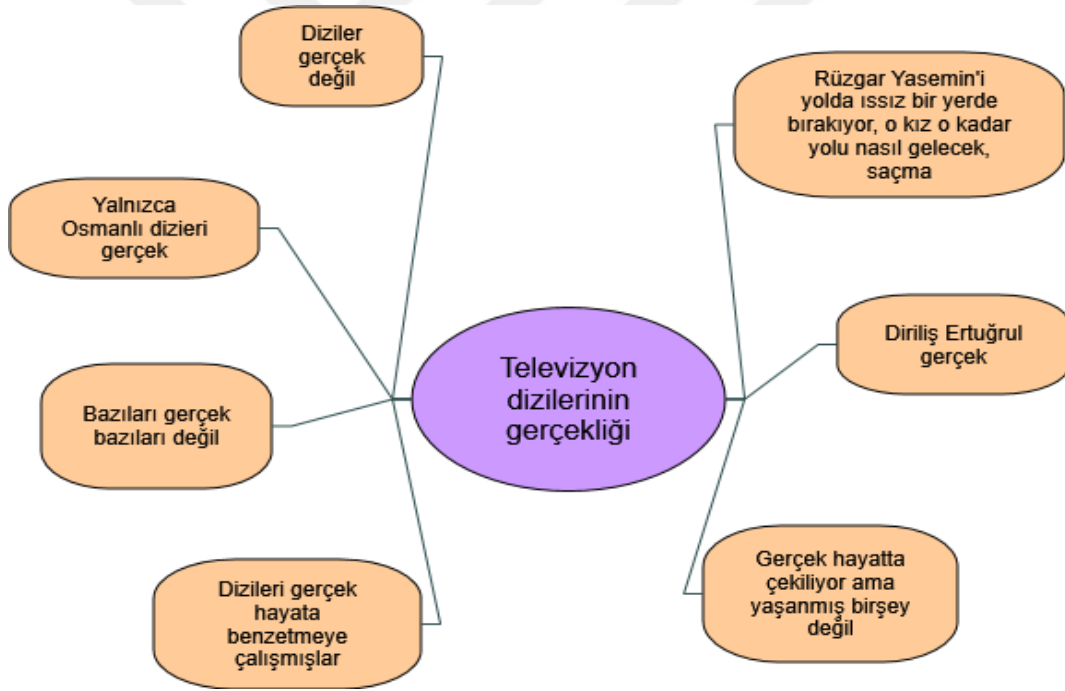 Diziler
gerçek
değil
Yalnızca
Osmanlı dizieri
gerçek
Bazıları gerçek
bazıları değil
Dizileri gerçek
hayata
benzetmeye
çalışmışlar
Televizyon
dizilerinin
gerçekliği
Rüzgar Yasemin'i
yolda ıssız bir yerde
bırakıyor, o kız o kadar
yolu nasıl gelecek,
saçma
Diriliş Ertuğrul
gerçek
Gerçek hayatta
çekiliyor ama
yaşanmış birşey
değil